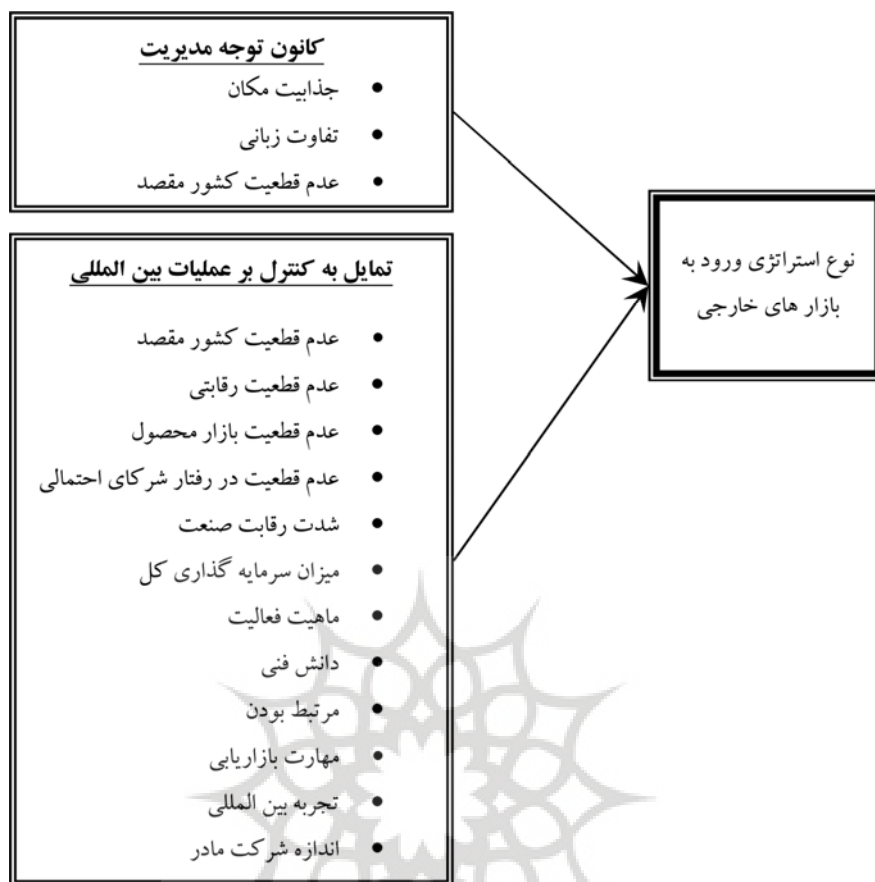 کانون توجه مدیریت
جذابیت مکان
تفاوت زبانی
عدم قطعیت کشور مقصد
تمایل به کنترل بر عملیات بین المللی
عدم قطعیت کشور مقصد
عدم قطعیت رقابتی
عدم قطعیت بازار محصول
عدم قطعیت در رفتار شرکای احتمالی
شدت رقابت صنعت
میزان سرمایه گذاری کل
ماهیت فعالیت
دانش فنی
مرتبط بودن
مهارت بازاریابی
تجربه بین المللی
اندازه شرکت مادر
نوع استراتژی ورود به
بازار های خارجی